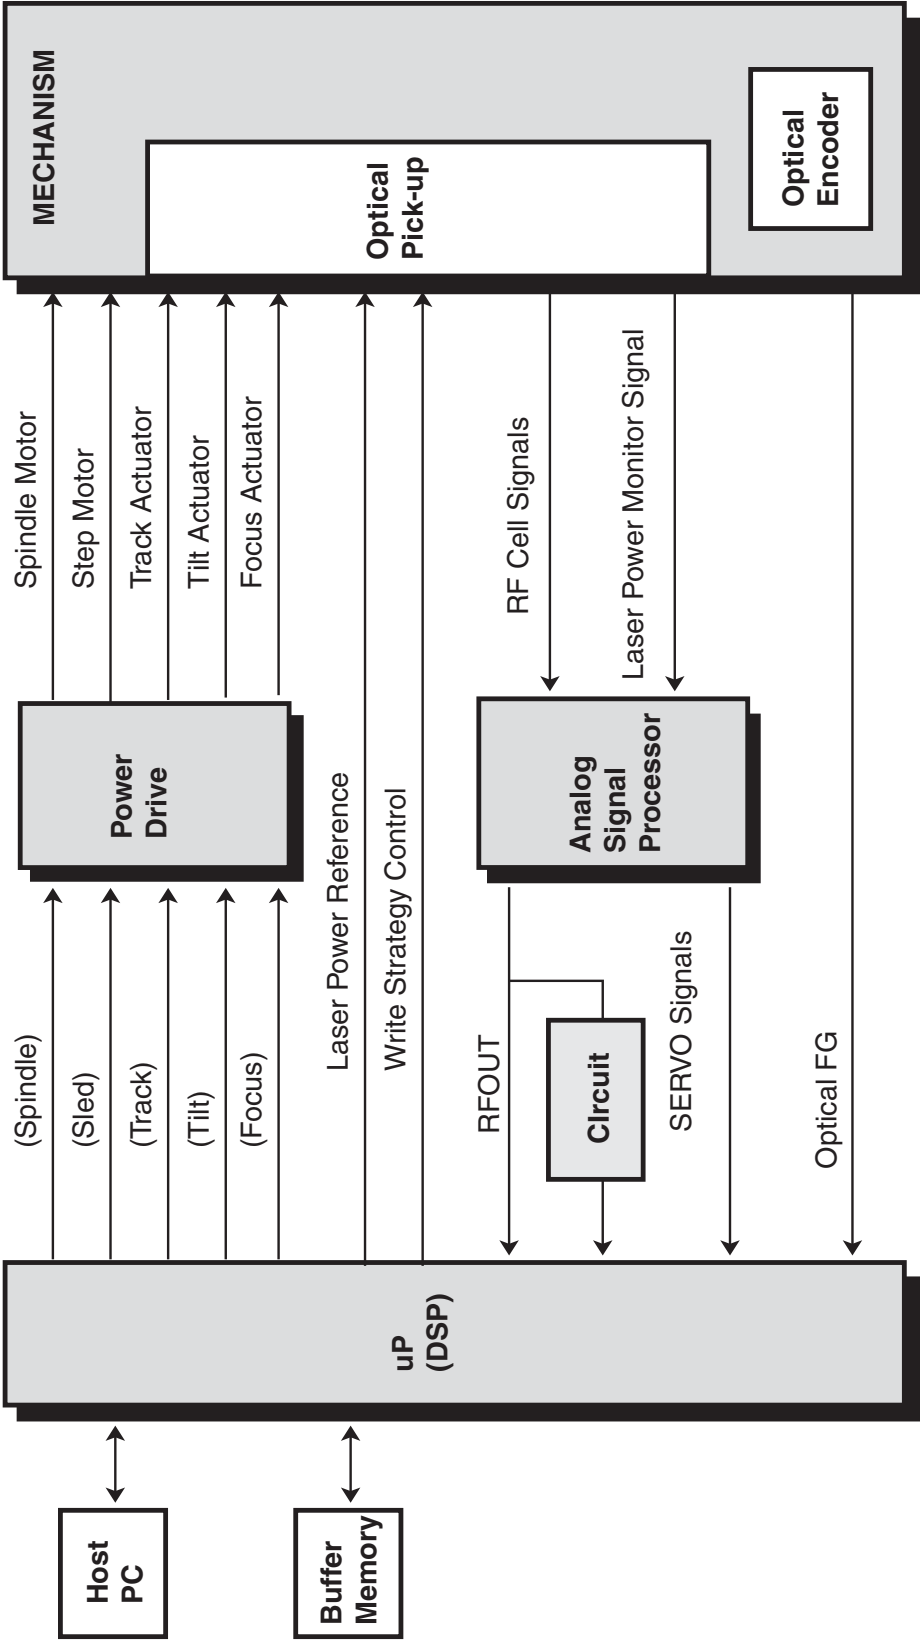 Host
PC
Buffer
Memory
uP
(DSP)
(Spindle)
(Sled)
(Track)
(Tilt)
(Focus)
Power
Drive
Spindle Motor
Step Motor
Track Actuator
Tilt Actuator
Focus Actuator
Laser Power Reference
Write Strategy Control
RFOUT
CIrcuit
SERVO Signals
Analog
Signal
Processor
RF Cell Signals
Laser Power Monitor Signal
Optical FG
MECHANISM
Optical
Pick-up
Optical
Encoder